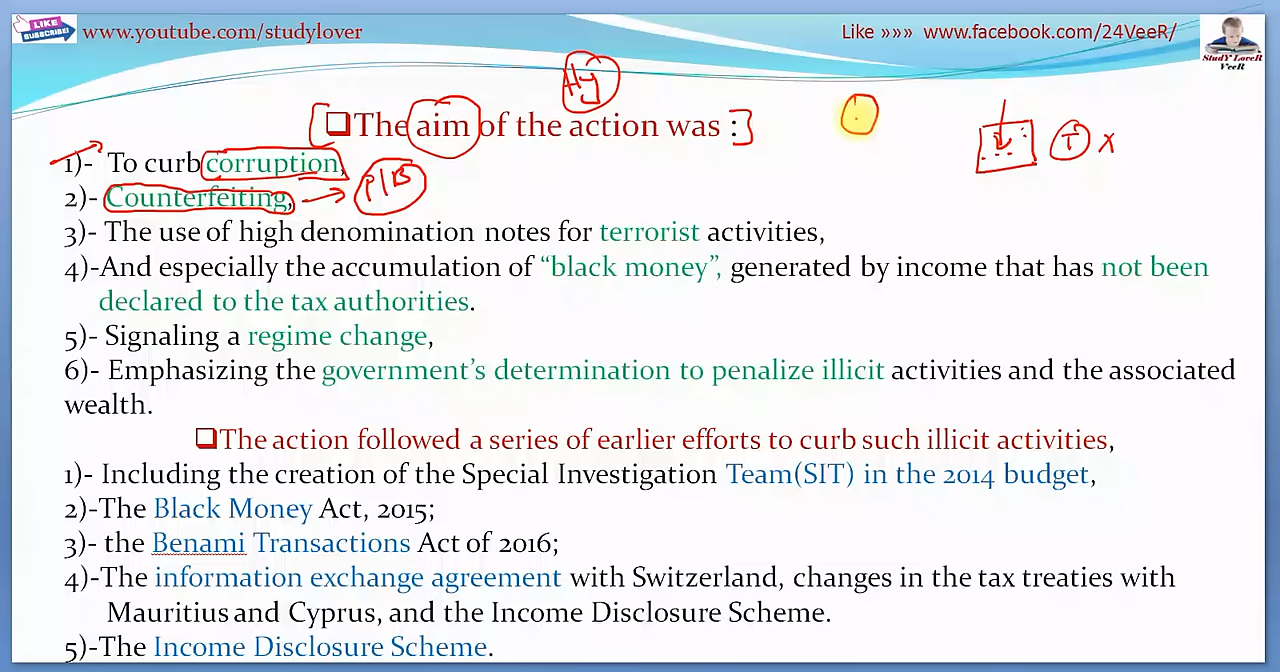 LIKE
SUBSCRIBE!
www.youtube.com/studylover
Like »»» www.facebook.com/24VeeR/
StudY LoveR
VeeR
Hy
❑The aim of the action was :
T x
1)- To curb corruption,
2)- Counterfeiting, → P/B
3)- The use of high denomination notes for terrorist activities,
4)-And especially the accumulation of “black money”, generated by income that has not been
declared to the tax authorities.
5)- Signaling a regime change,
6)- Emphasizing the government’s determination to penalize illicit activities and the associated
wealth.
❑The action followed a series of earlier efforts to curb such illicit activities,
1)- Including the creation of the Special Investigation Team(SIT) in the 2014 budget,
2)-The Black Money Act, 2015;
3)- the Benami Transactions Act of 2016;
4)-The information exchange agreement with Switzerland, changes in the tax treaties with
Mauritius and Cyprus, and the Income Disclosure Scheme.
5)-The Income Disclosure Scheme.